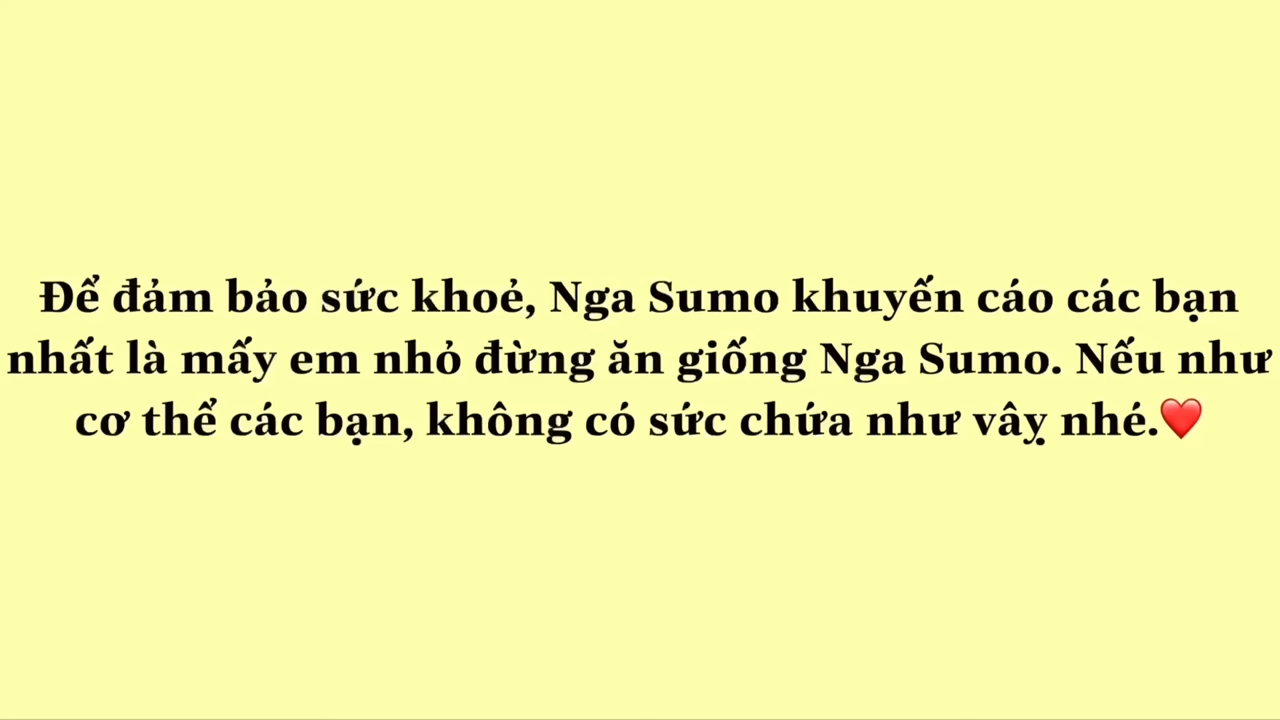 Để đảm bảo sức khoẻ, Nga Sumo khuyến cáo các bạn
nhất là mấy em nhỏ đừng ăn giống Nga Sumo. Nếu như
cơ thể các bạn, không có sức chứa như vâỵ nhé.❤️